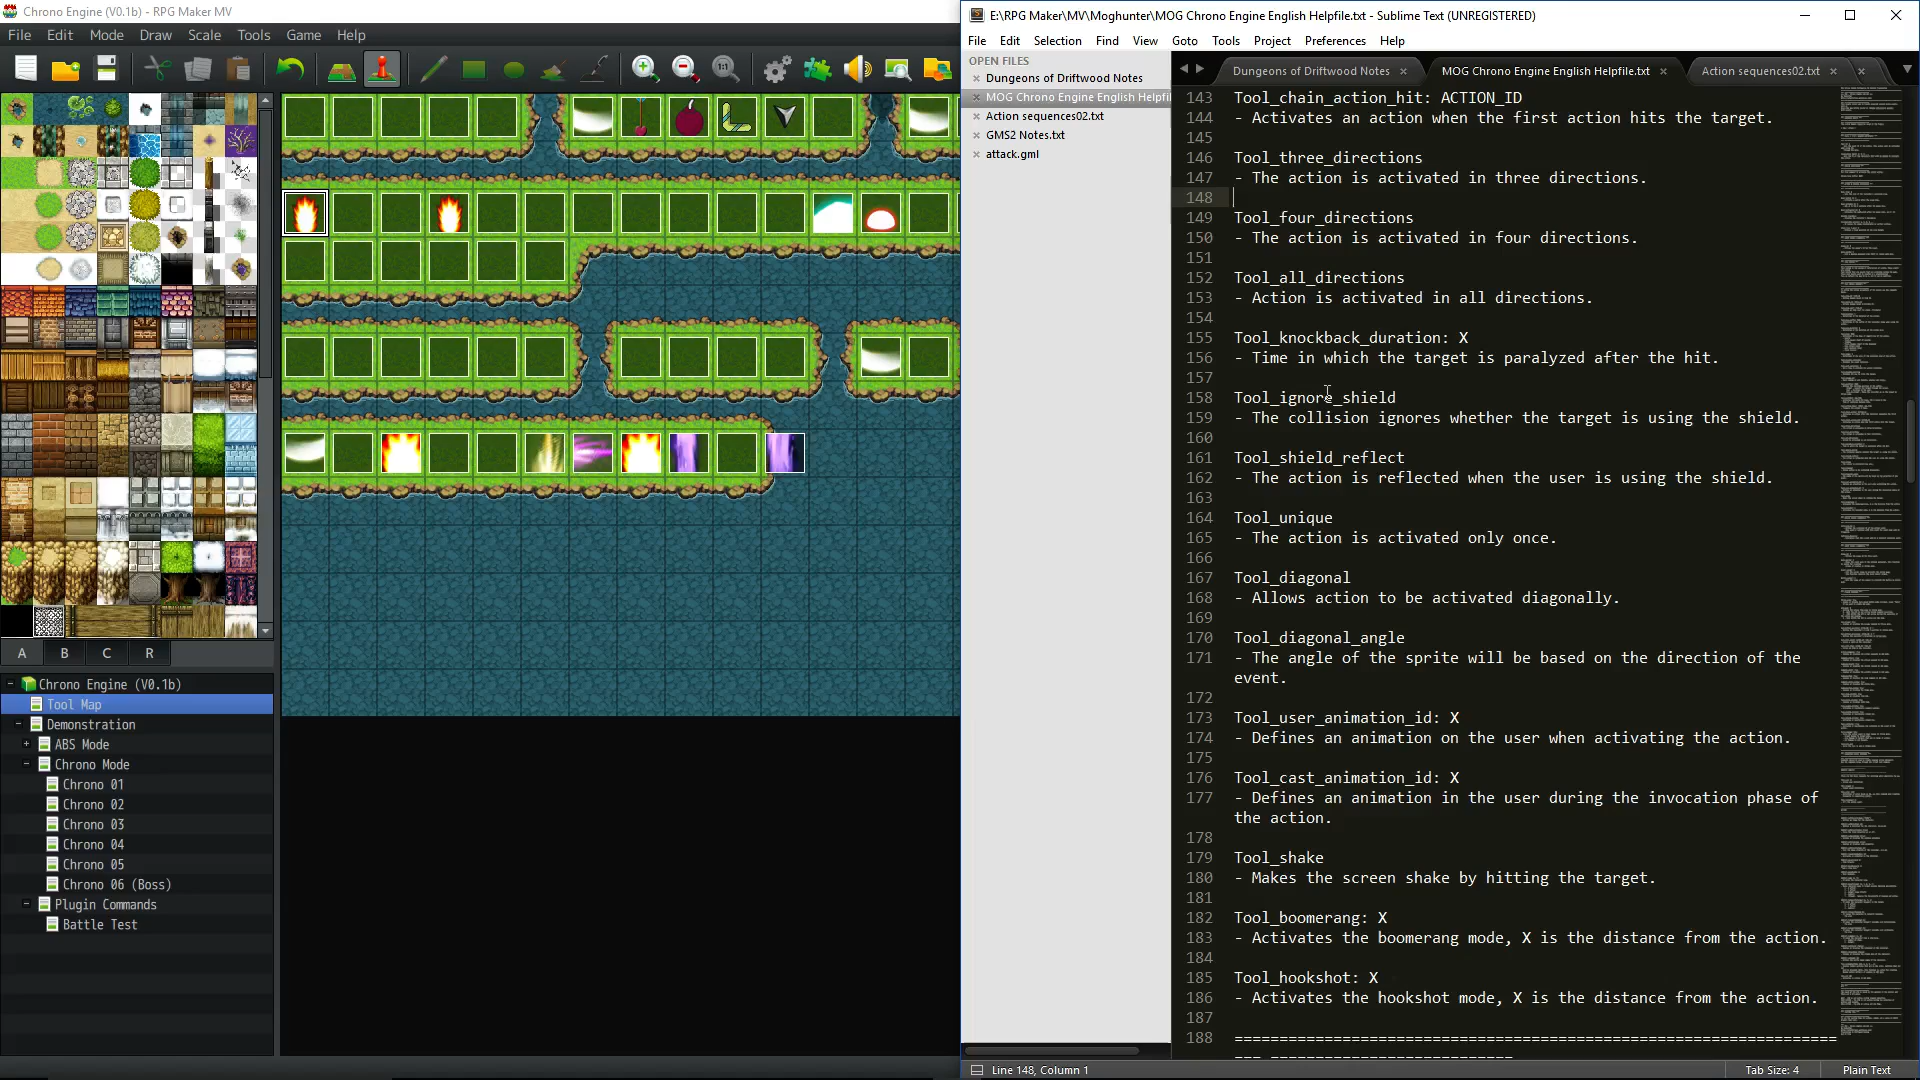 Chrono Engine (V0.1b) - RPG Maker MV
File Edit Mode Draw Scale Tools Game Help
1:1
A B C R
Chrono Engine (V0.1b)
Tool Map
Demonstration
ABS Mode
Chrono Mode
Chrono 01
Chrono 02
Chrono 03
Chrono 04
Chrono 05
Chrono 06 (Boss)
Plugin Commands
Battle Test
E:\RPG Maker\MV\Moghunter\MOG Chrono Engine English Helpfile.txt - Sublime Text (UNREGISTERED)
File Edit Selection Find View Goto Tools Project Preferences Help
OPEN FILES
Dungeons of Driftwood Notes
MOG Chrono Engine English Helpfil
Action sequences02.txt
GMS2 Notes.txt
attack.gml
Dungeons of Driftwood Notes
MOG Chrono Engine English Helpfile.txt
Action sequences02.txt
143 Tool_chain_action_hit: ACTION_ID
144 - Activates an action when the first action hits the target.
145
146 Tool_three_directions
147 - The action is activated in three directions.
148
149 Tool_four_directions
150 - The action is activated in four directions.
151
152 Tool_all_directions
153 - Action is activated in all directions.
154
155 Tool_knockback_duration: X
156 - Time in which the target is paralyzed after the hit.
157
158 Tool_ignore_shield
159 - The collision ignores whether the target is using the shield.
160
161 Tool_shield_reflect
162 - The action is reflected when the user is using the shield.
163
164 Tool_unique
165 - The action is activated only once.
166
167 Tool_diagonal
168 - Allows action to be activated diagonally.
169
170 Tool_diagonal_angle
171 - The angle of the sprite will be based on the direction of the
event.
172
173 Tool_user_animation_id: X
174 - Defines an animation on the user when activating the action.
175
176 Tool_cast_animation_id: X
177 - Defines an animation in the user during the invocation phase of
the action.
178
179 Tool_shake
180 - Makes the screen shake by hitting the target.
181
182 Tool_boomerang: X
183 - Activates the boomerang mode, X is the distance from the action.
184
185 Tool_hookshot: X
186 - Activates the hookshot mode, X is the distance from the action.
187
188 ===================================================================
Line 148, Column 1
Tab Size: 4
Plain Text